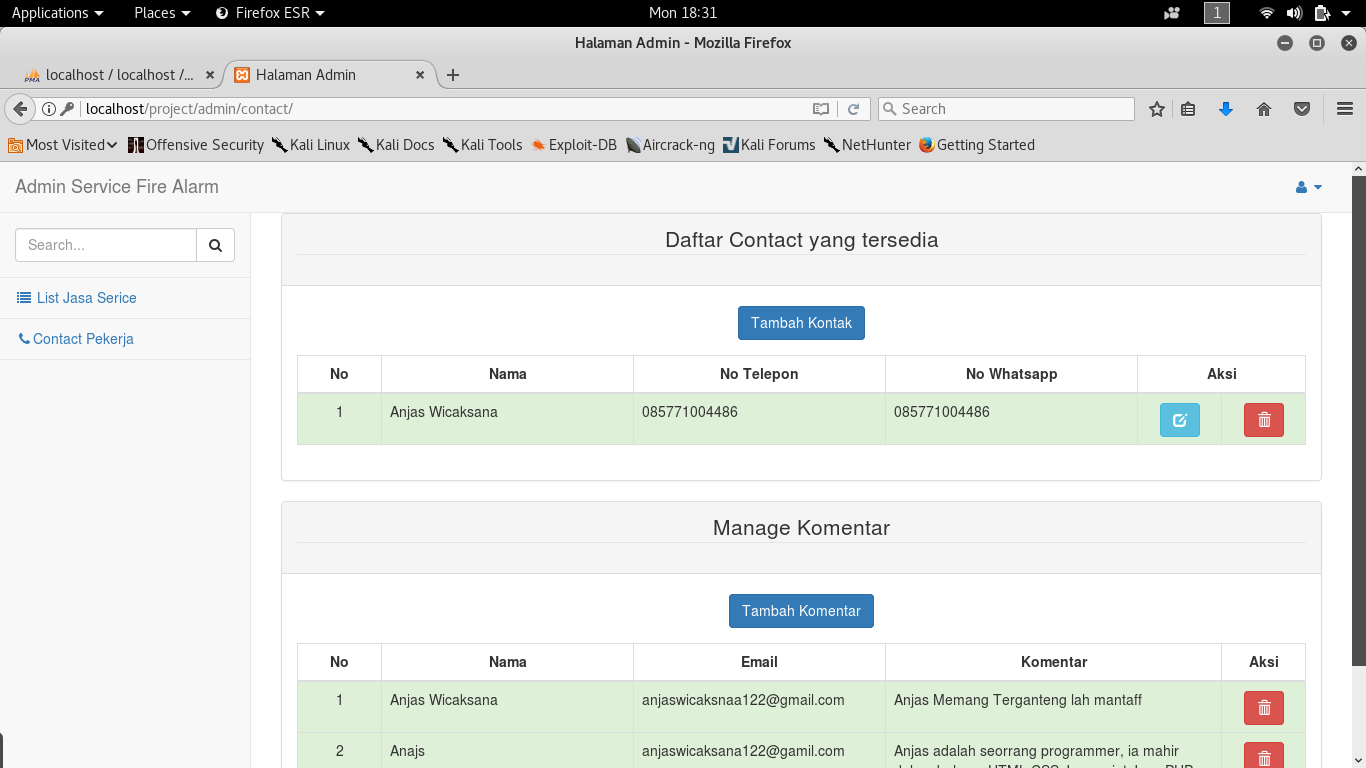 Applications Places Firefox ESR Mon 18:31 1
Halaman Admin - Mozilla Firefox
PMA localhost / localhost /... Halaman Admin
localhost/project/admin/contact/ Search
Most Visited Offensive Security Kali Linux Kali Docs Kali Tools Exploit-DB Aircrack-ng Kali Forums NetHunter Getting Started
Admin Service Fire Alarm
Search...
List Jasa Serice
Contact Pekerja
Daftar Contact yang tersedia
Tambah Kontak
No Nama No Telepon No Whatsapp Aksi
1 Anjas Wicaksana 085771004486 085771004486
Manage Komentar
Tambah Komentar
No Nama Email Komentar Aksi
1 Anjas Wicaksana anjaswicaksnaa122@gmail.com Anjas Memang Terganteng lah mantaff
2 Anajs anjaswicaksana122@gamil.com Anjas adalah seorrang programmer, ia mahir